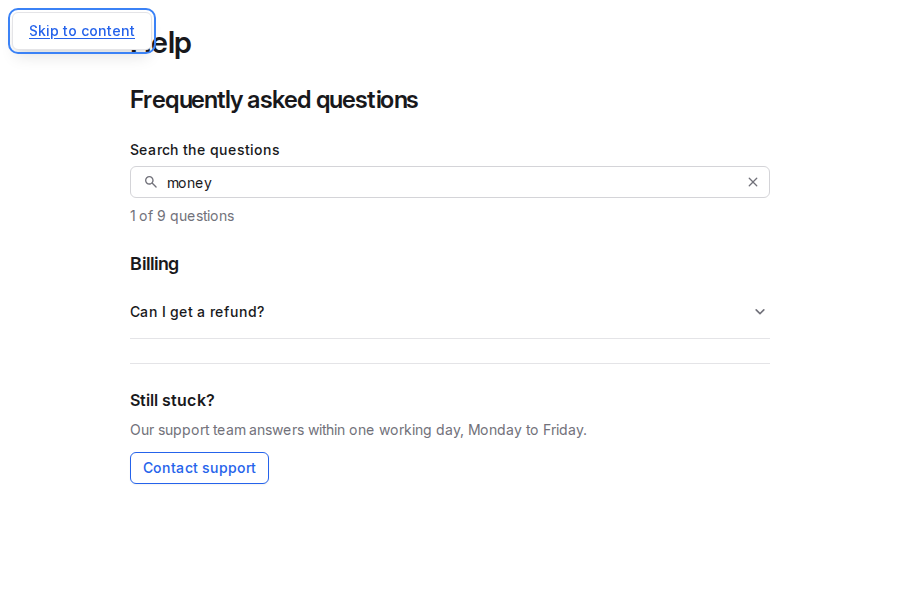 Skip to content
Help
Frequently asked questions
Search the questions
money
1 of 9 questions
Billing
Can I get a refund?
Still stuck?
Our support team answers within one working day, Monday to Friday.
Contact support